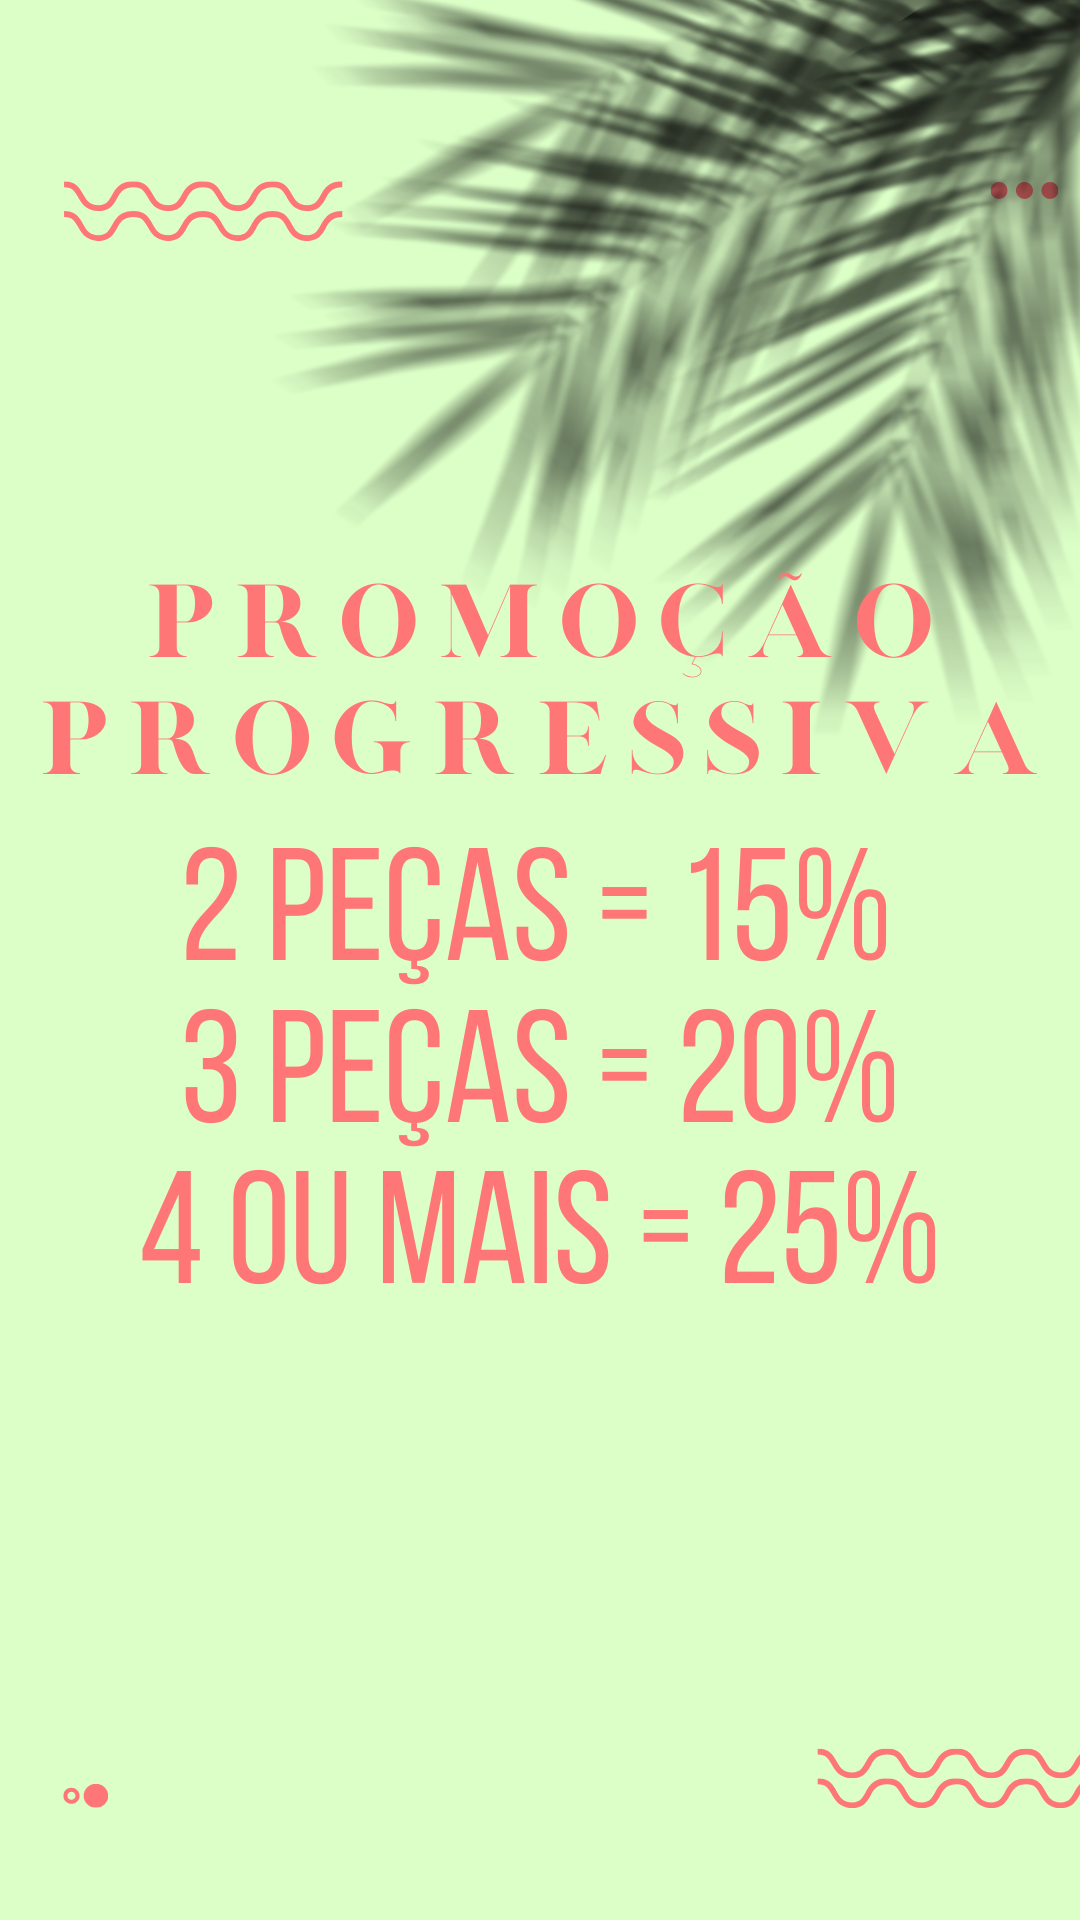 PROMOÇÃO
PROGRESSIVA
2 PEÇAS = 15%
3 PEÇAS = 20%
4 OU MAIS = 25%